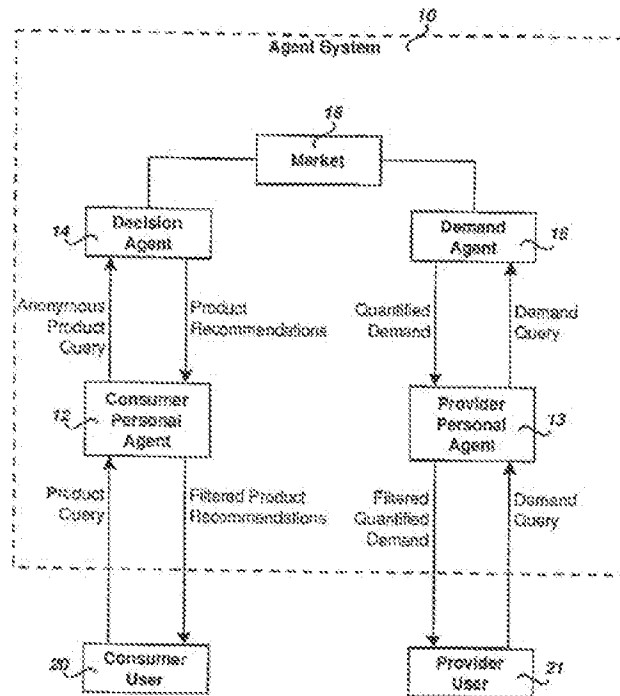 10
Agent System
Market
14
Decision
Agent
Demand
Agent
Anonymous
Product
Query
Product
Recommendations
Quantified
Demand
Demand
Query
12
Consumer
Personal
Agent
Provider
Personal
Agent
13
Product
Query
Filtered Product
Recommendations
Filtered
Quantified
Demand
Demand
Query
20
Consumer
User
Provider
User
21